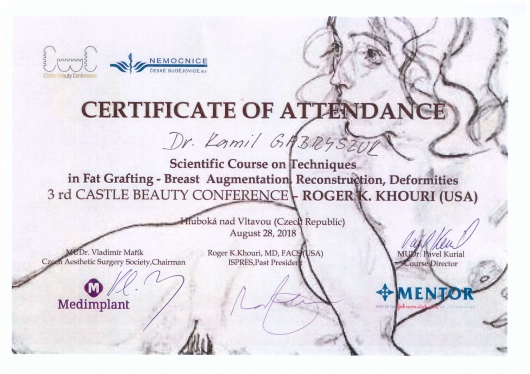 Castle Beauty Conference
NEMOCNICE
ČESKÉ BUDĚJOVICE, a.s.
CERTIFICATE OF ATTENDANCE
Dr. Kamil GABRYSZUK
Scientific Course on Techniques
in Fat Grafting - Breast Augmentation, Reconstruction, Deformities
3 rd CASTLE BEAUTY CONFERENCE - ROGER K. KHOURI (USA)
Hluboká nad Vltavou (Czech Republic)
August 28, 2018
MUDr. Vladimír Mařík
Czech Aesthetic Surgery Society,Chairman
Roger K.Khouri, MD, FACS (USA)
ISPRES,Past President
MUDr. Pavel Kurial
Course Director
M
Medimplant
MENTOR